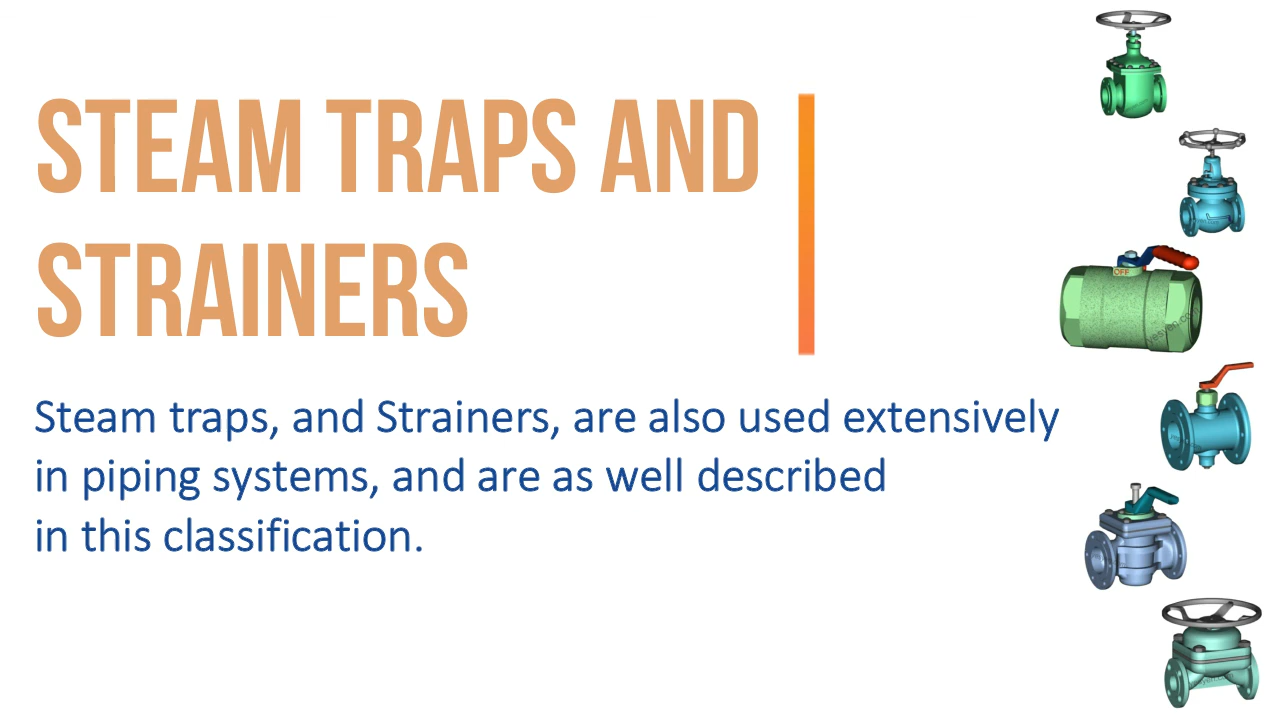 STEAM TRAPS AND
STRAINERS
Steam traps, and Strainers, are also used extensively
in piping systems, and are as well described
in this classification.
OFF